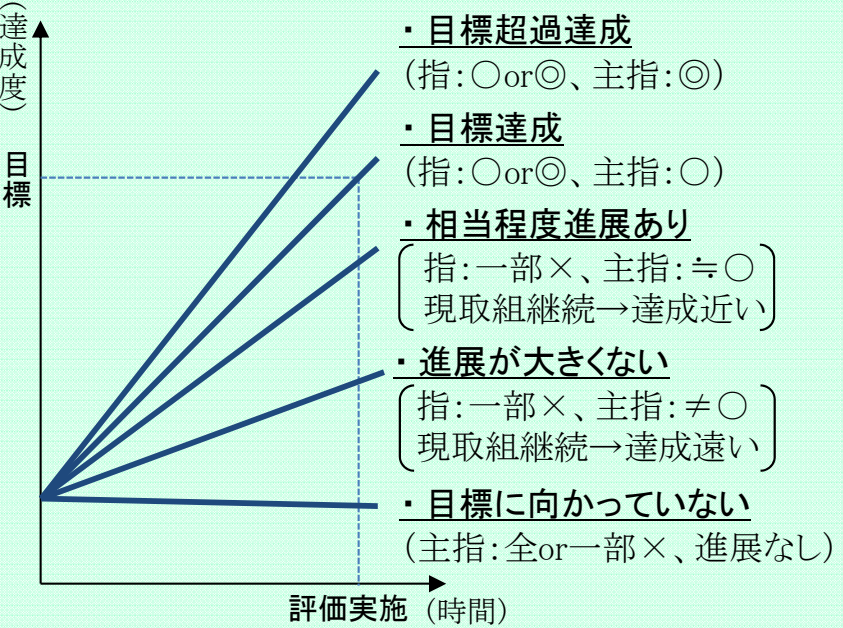 （達成度）
目標
・目標超過達成
（指：○or◎、主指：◎）
・目標達成
（指：○or◎、主指：○）
・相当程度進展あり
指：一部×、主指：≒○
現取組継続→達成近い
・進展が大きくない
指：一部×、主指：≠○
現取組継続→達成遠い
・目標に向かっていない
（主指：全or一部×、進展なし）
評価実施（時間）